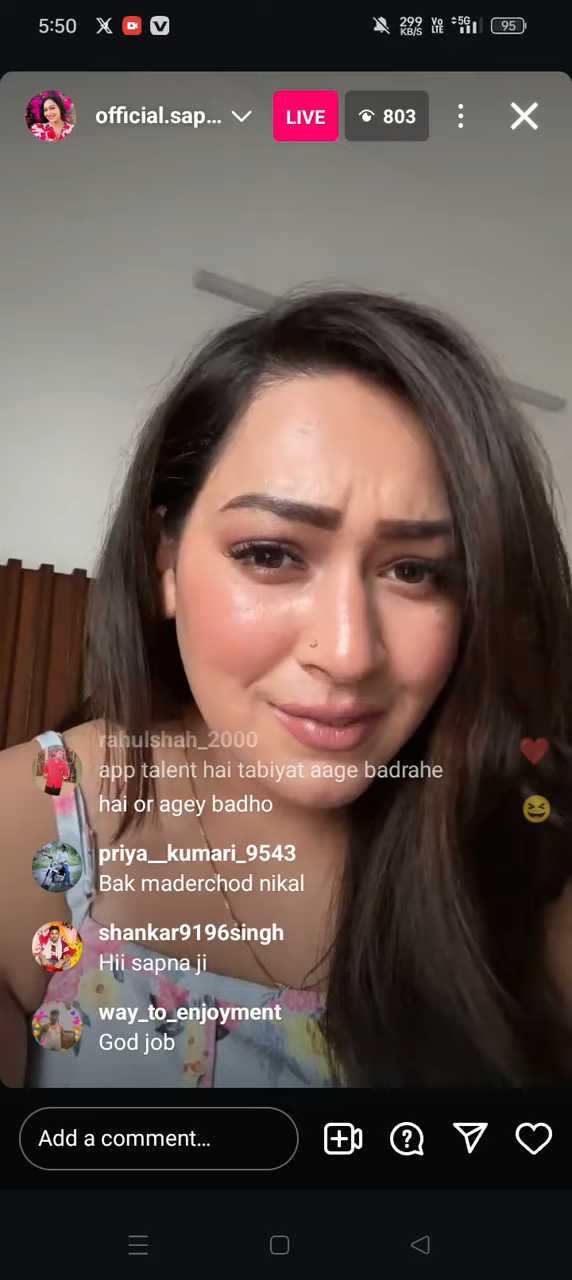 5:50
299
KB/S
Vo
LTE
5G
95
official.sap...
LIVE
803
rahulshah_2000
app talent hai tabiyat aage badrahe
hai or agey badho
priya__kumari_9543
Bak maderchod nikal
shankar9196singh
Hii sapna ji
way_to_enjoyment
God job
Add a comment...